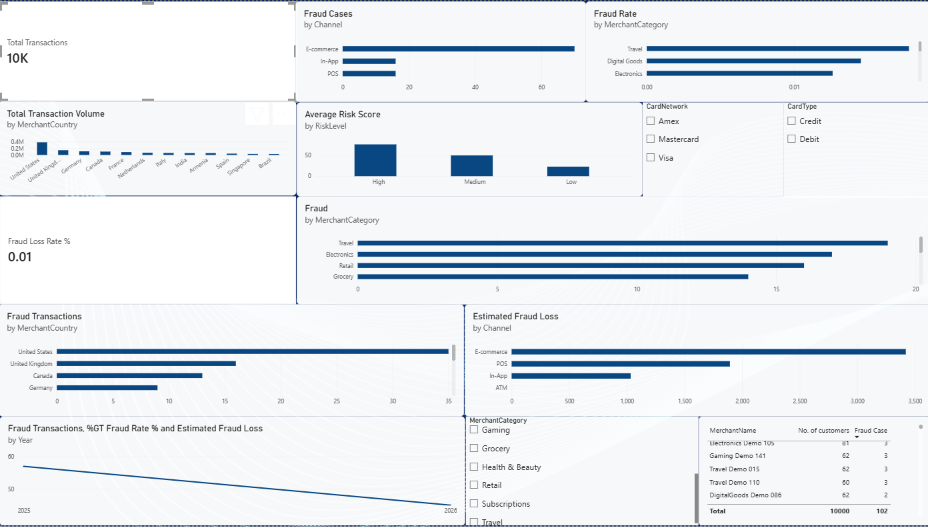 Total Transactions
10K
Fraud Cases
by Channel
E-commerce
In-App
POS
0 20 40 60
Fraud Rate
by MerchantCategory
Travel
Digital Goods
Electronics
0.00 0.01
Total Transaction Volume
by MerchantCountry
0.4M
0.2M
0.0M
United States United Kingd... Germany Canada France Netherlands Italy India Armenia Spain Singapore Brazil
Average Risk Score
by RiskLevel
50
0
High Medium Low
CardNetwork
Amex
Mastercard
Visa
CardType
Credit
Debit
Fraud Loss Rate %
0.01
Fraud
by MerchantCategory
Travel
Electronics
Retail
Grocery
0 5 10 15 20
Fraud Transactions
by MerchantCountry
United States
United Kingdom
Canada
Germany
0 5 10 15 20 25 30 35
Estimated Fraud Loss
by Channel
E-commerce
POS
In-App
ATM
0 500 1,000 1,500 2,000 2,500 3,000 3,500
Fraud Transactions, %GT Fraud Rate % and Estimated Fraud Loss
by Year
60
50
2025 2026
MerchantCategory
Gaming
Grocery
Health & Beauty
Retail
Subscriptions
Travel
MerchantName No. of customers Fraud Case
Electronics Demo 105 61 3
Gaming Demo 141 62 3
Travel Demo 015 62 3
Travel Demo 110 60 3
DigitalGoods Demo 086 62 2
Total 10000 102